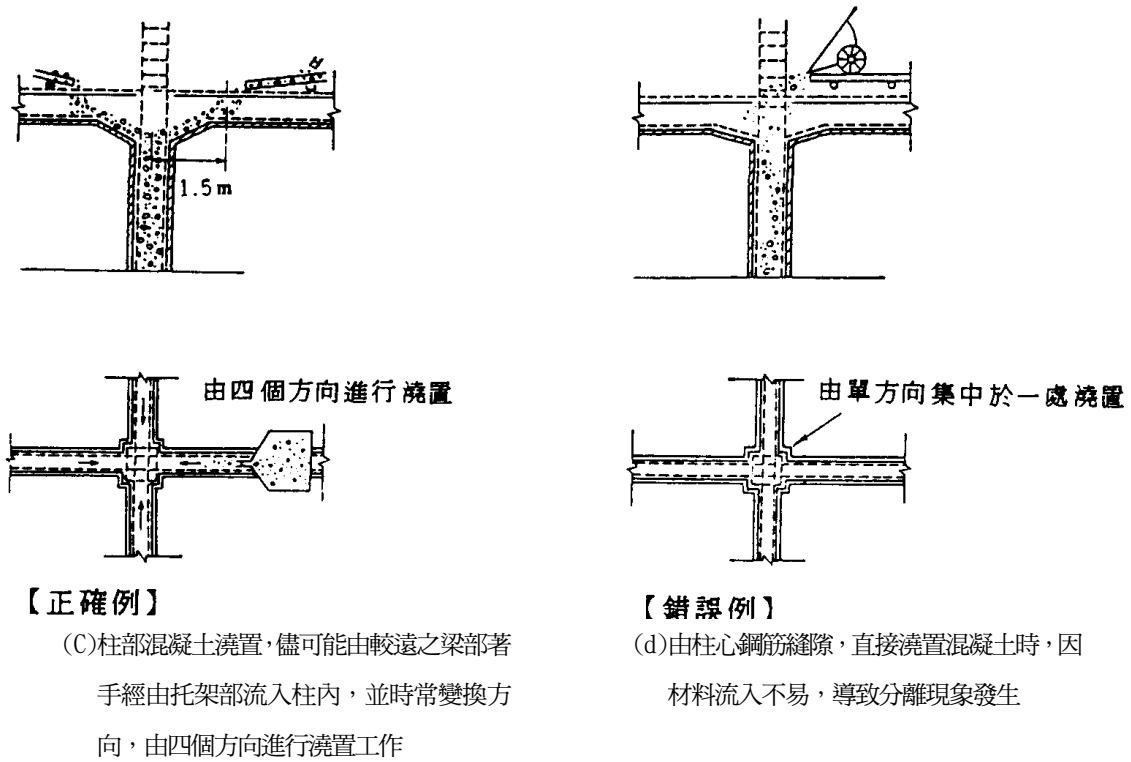 1.5m
由四個方向進行澆置
由單方向集中於一處澆置
【正確例】
(C)柱部混凝土澆置,儘可能由較遠之梁部著
手經由托架部流入柱內,並時常變換方
向,由四個方向進行澆置工作
【錯誤例】
(d)由柱心鋼筋縫隙,直接澆置混凝土時,因
材料流入不易,導致分離現象發生